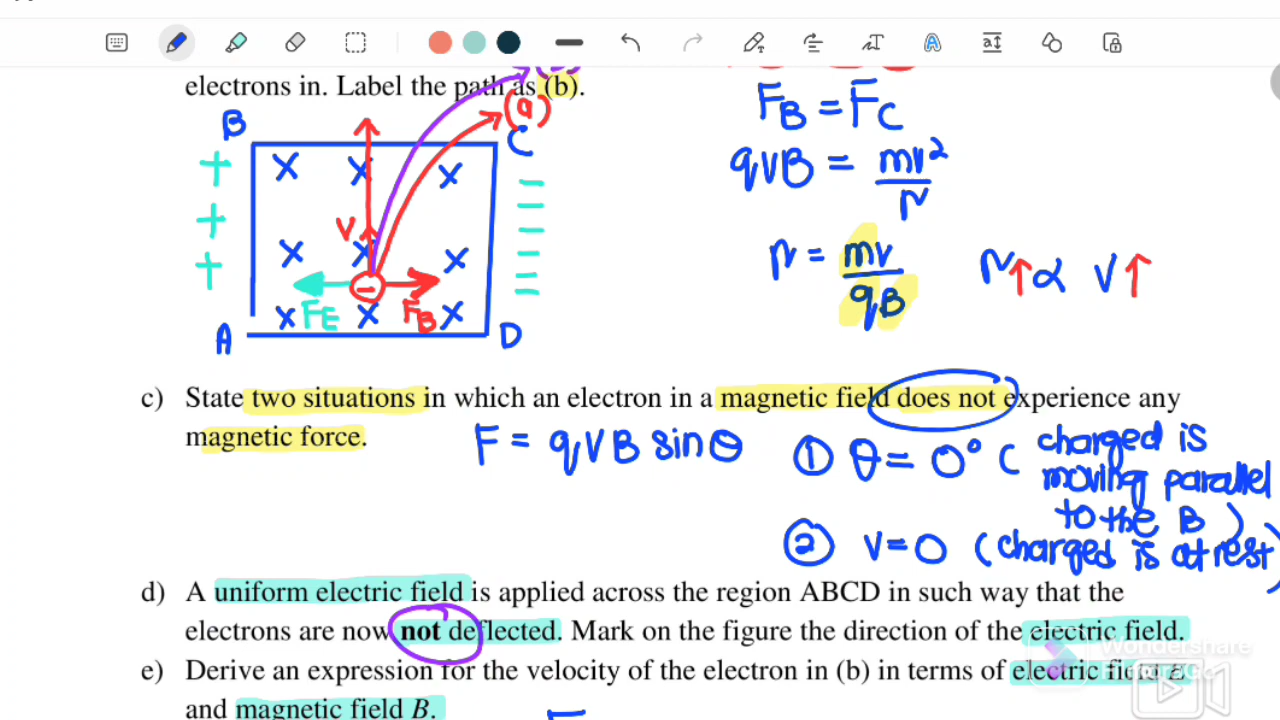 electrons in. Label the path as (b).
(a)
B
C
+ X X X −
+ V X X X −
+ − −
FE FB
X X X
A D
FB = FC
qVB = mv²/r
r = mv/qB
r↑ ∝ V↑
c) State two situations in which an electron in a magnetic field does not experience any
magnetic force.
F = qVB sinθ
① θ = 0° ( charged is
moving parallel
to the B )
② V=0 (charged is at rest)
d) A uniform electric field is applied across the region ABCD in such way that the
electrons are now not deflected. Mark on the figure the direction of the electric field.
e) Derive an expression for the velocity of the electron in (b) in terms of electric field E
and magnetic field B.
Wondershare